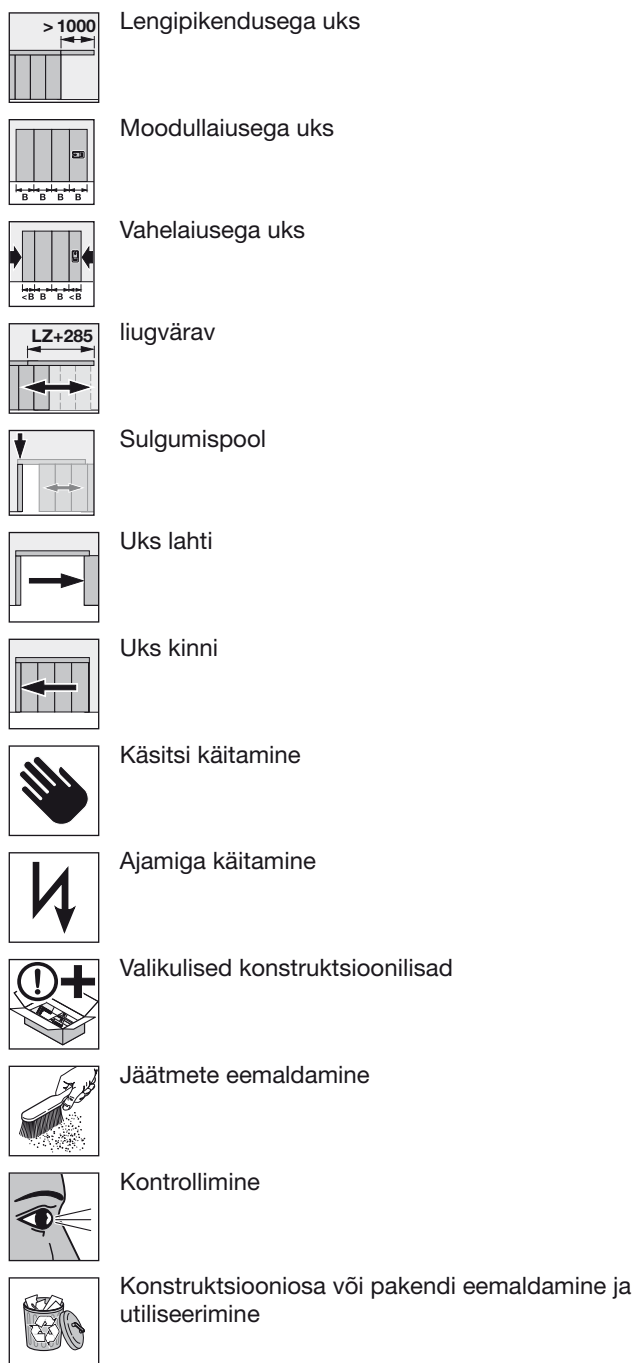 > 1000
Lengipikendusega uks
Moodullaiusega uks
B B B B
Vahelaiusega uks
<B B B <B
LZ+285
liugvärav
Sulgumispool
Uks lahti
Uks kinni
Käsitsi käitamine
Ajamiga käitamine
Valikulised konstruktsioonilisad
Jäätmete eemaldamine
Kontrollimine
Konstruktsiooniosa või pakendi eemaldamine ja
utiliseerimine